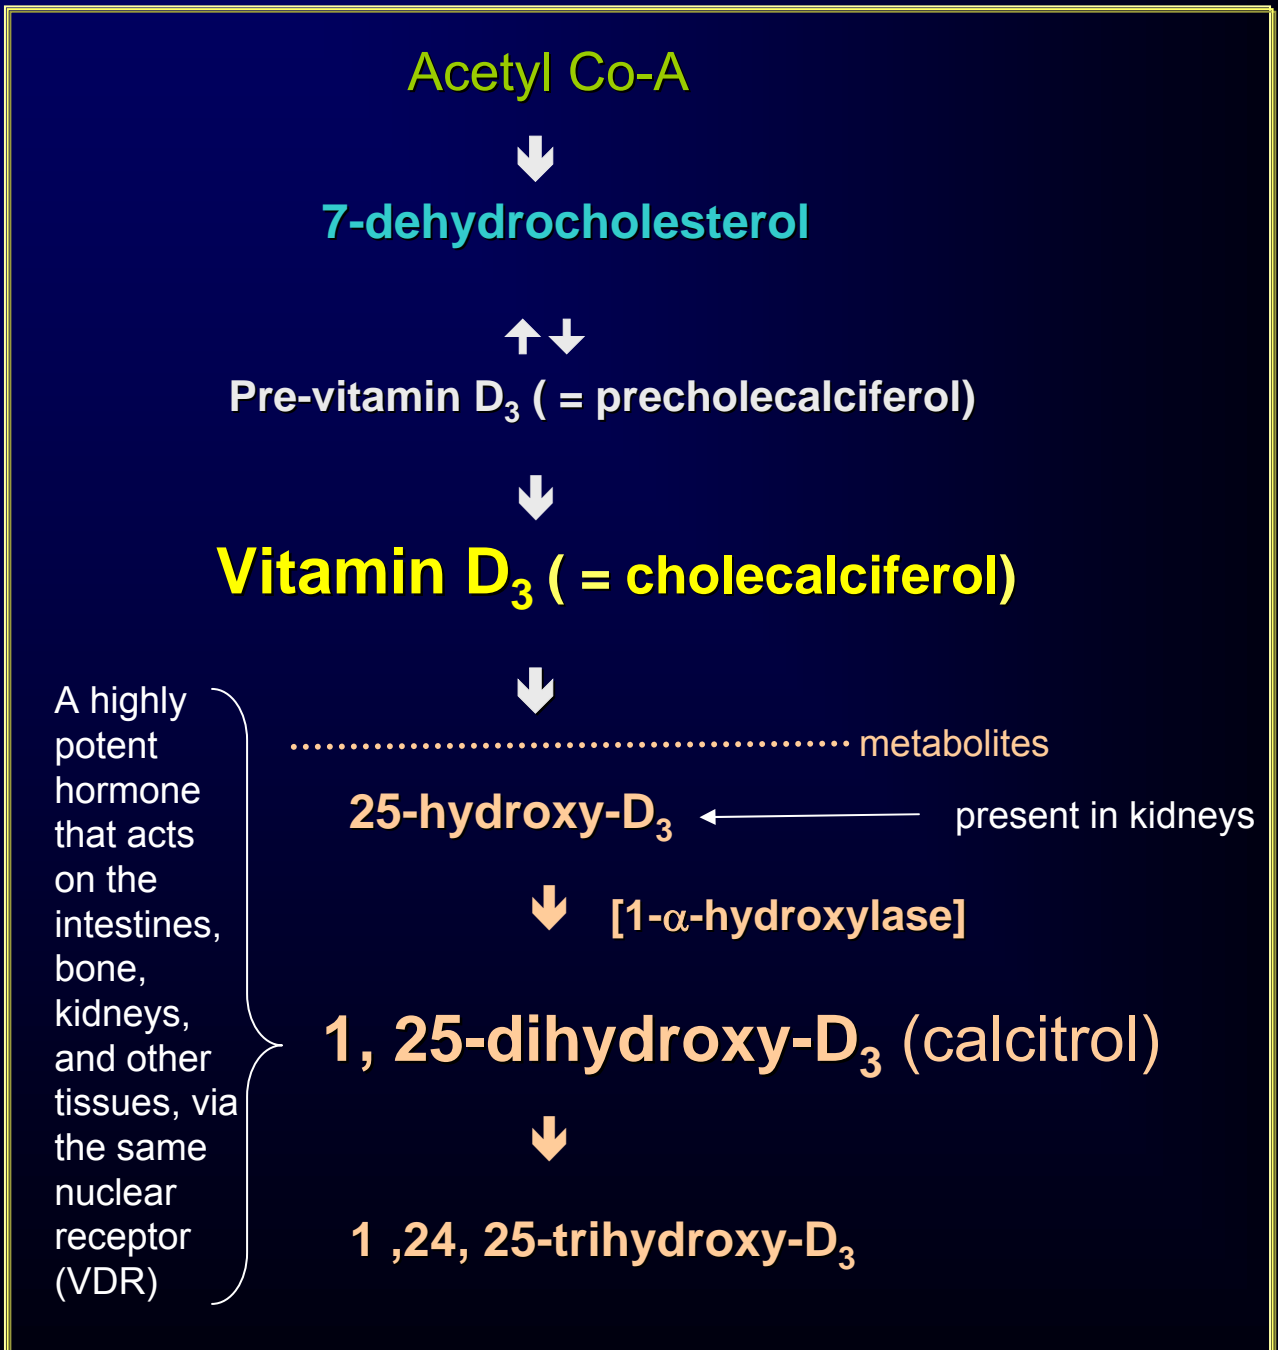 Acetyl Co-A
7-dehydrocholesterol
Pre-vitamin D₃ ( = precholecalciferol)
Vitamin D₃ ( = cholecalciferol)
A highly
potent
hormone
that acts
on the
intestines,
bone,
kidneys,
and other
tissues, via
the same
nuclear
receptor
(VDR)
metabolites
25-hydroxy-D₃
present in kidneys
[1-α-hydroxylase]
1, 25-dihydroxy-D₃ (calcitrol)
1 ,24, 25-trihydroxy-D₃